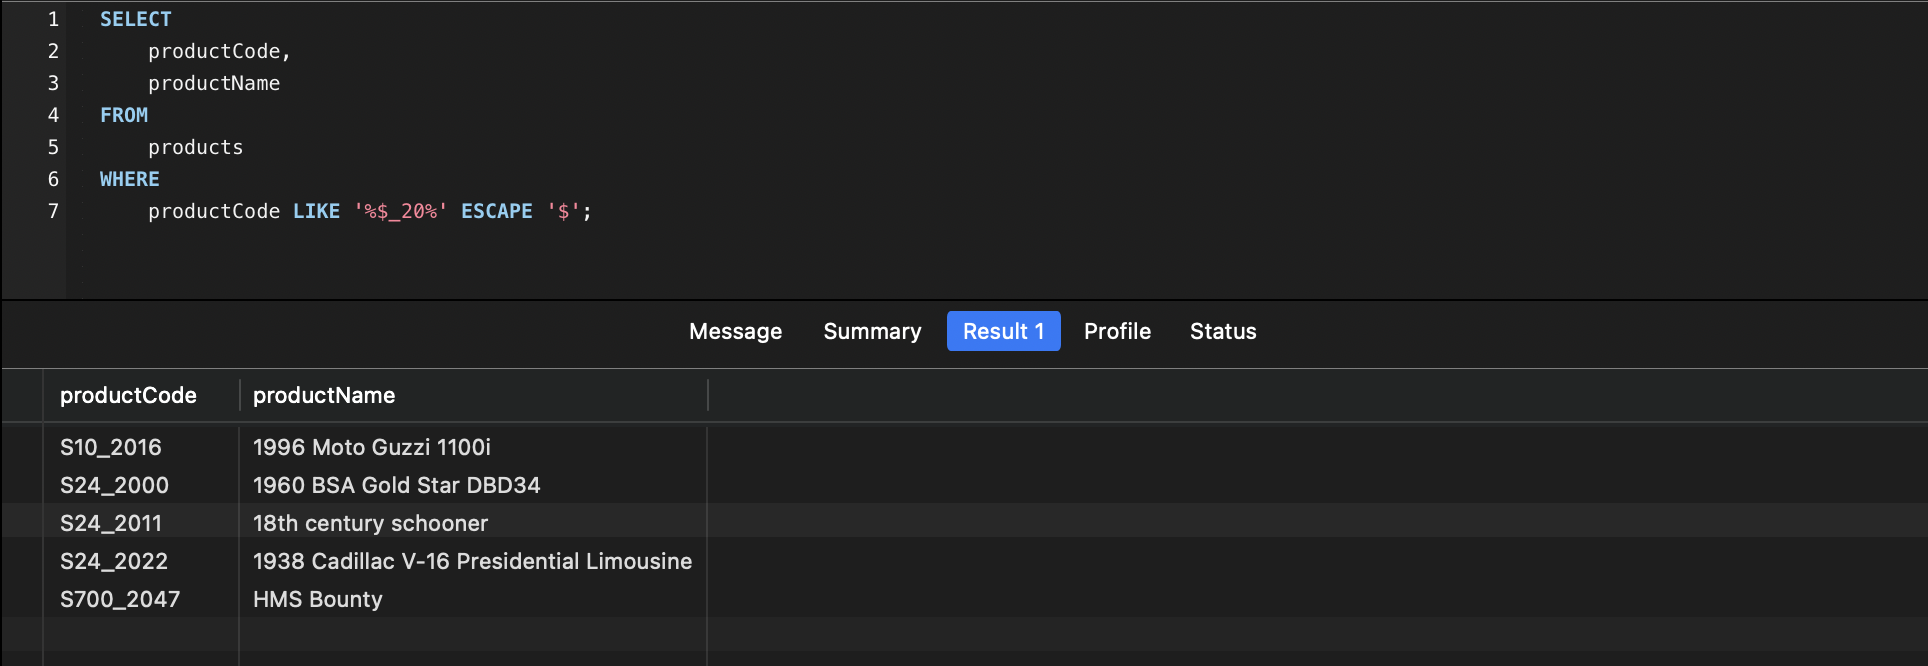 1 SELECT
2 productCode,
3 productName
4 FROM
5 products
6 WHERE
7 productCode LIKE '%$_20%' ESCAPE '$';
Message Summary Result 1 Profile Status
productCode productName
S10_2016 1996 Moto Guzzi 1100i
S24_2000 1960 BSA Gold Star DBD34
S24_2011 18th century schooner
S24_2022 1938 Cadillac V-16 Presidential Limousine
S700_2047 HMS Bounty